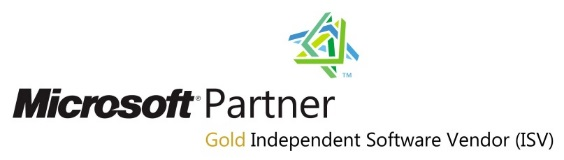 TM
Microsoft® Partner
Gold Independent Software Vendor (ISV)